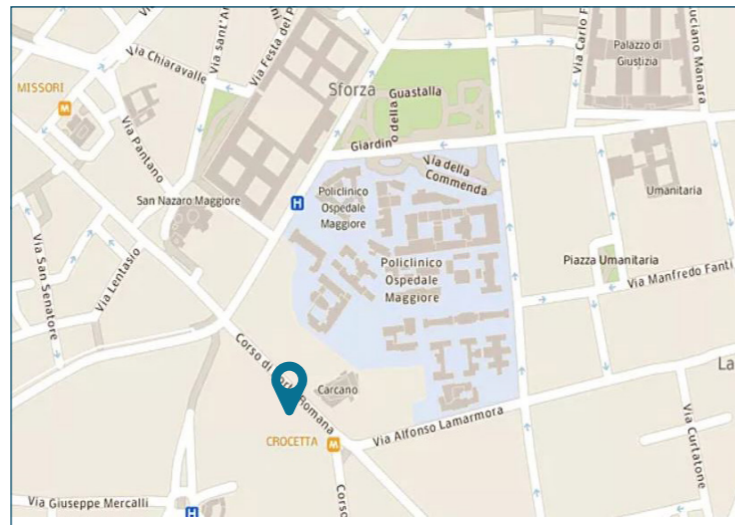 Via Chiaravalle
Via sant'A
Via Festa del P
ni
Via Carlo F
Luciano Manara
Palazzo di
Giustizia
MISSORI
M
Sforza
Guastalla
Giardino della
Via Pantano
Via della
Commenda
Policlinico
Ospedale
Maggiore
H
San Nazaro Maggiore
Umanitaria
Via San Senatore
Via Lentasio
Policlinico
Ospedale
Maggiore
Piazza Umanitaria
Via Manfredo Fanti
Corso di Porta Romana
Carcano
La
CROCETTA
M
Via Alfonso Lamarmora
Via Curtatone
Via Giuseppe Mercalli
H
Corso